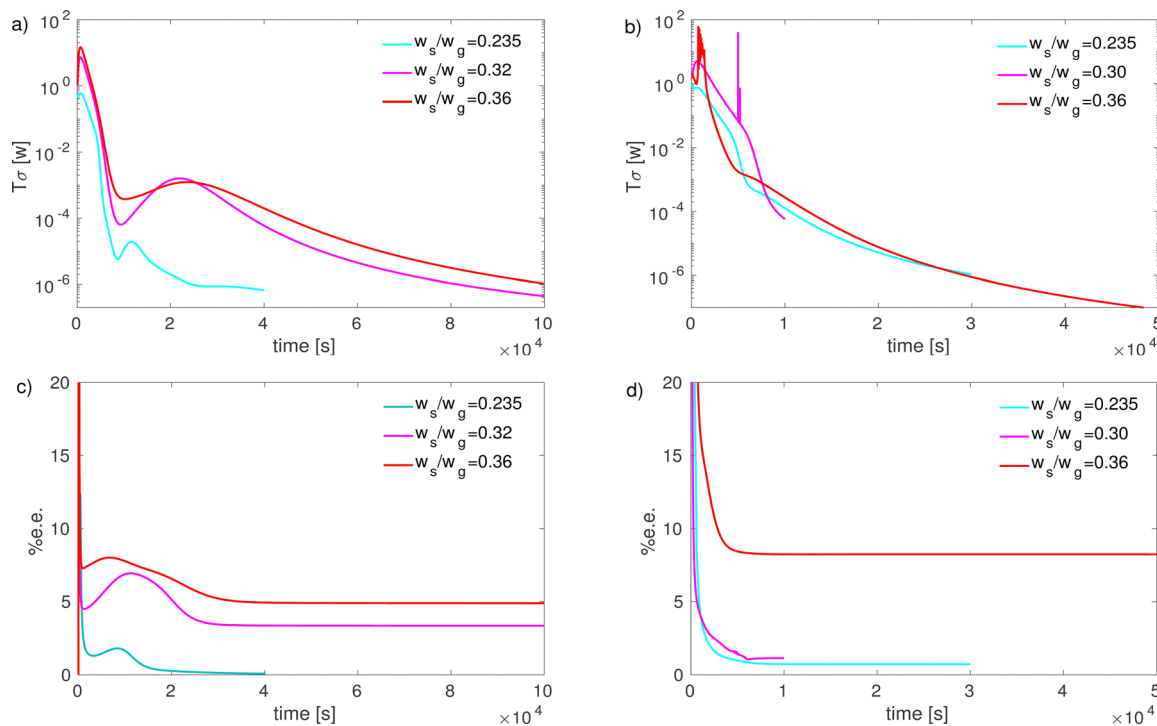 a)
10^2
10^0
10^-2
10^-4
10^-6
Tσ [w]
w_s/w_g=0.235
w_s/w_g=0.32
w_s/w_g=0.36
0 2 4 6 8 10
time [s]
×10^4
b)
10^2
10^0
10^-2
10^-4
10^-6
Tσ [w]
w_s/w_g=0.235
w_s/w_g=0.30
w_s/w_g=0.36
0 1 2 3 4 5
time [s]
×10^4
c)
20
15
10
5
0
%e.e.
w_s/w_g=0.235
w_s/w_g=0.32
w_s/w_g=0.36
0 2 4 6 8 10
time [s]
×10^4
d)
20
15
10
5
0
%e.e.
w_s/w_g=0.235
w_s/w_g=0.30
w_s/w_g=0.36
0 1 2 3 4 5
time [s]
×10^4